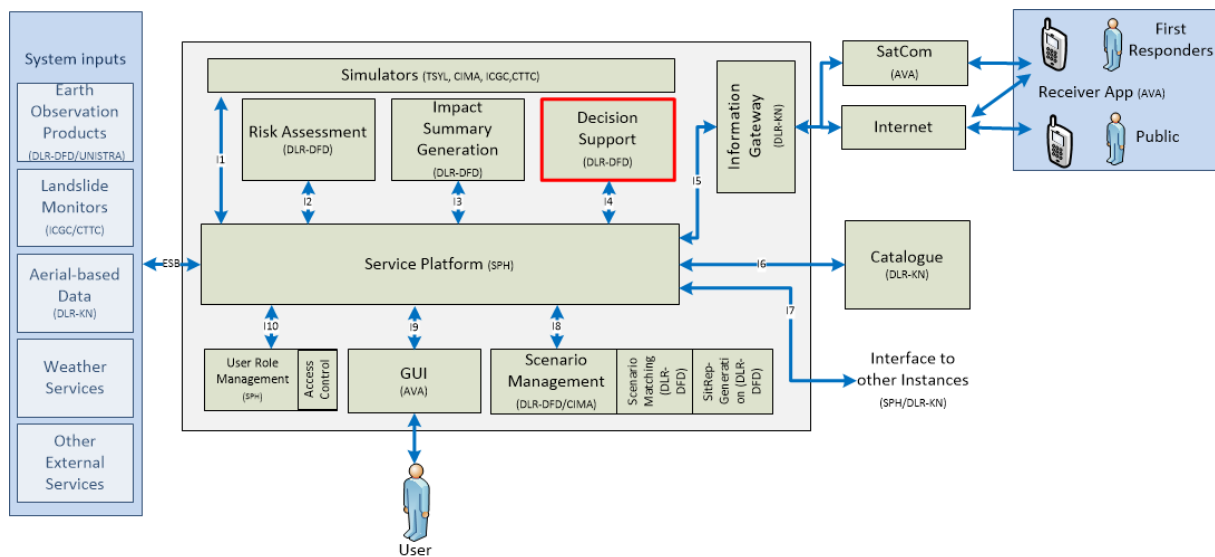 System inputs
Earth
Observation
Products
(DLR-DFD/UNISTRA)
Landslide
Monitors
(ICGC/CTTC)
Aerial-based
Data
(DLR-KN)
Weather
Services
Other
External
Services
ESB
Simulators (TSYL, CIMA, ICGC,CTTC)
I1
Risk Assessment
(DLR-DFD)
I2
Impact
Summary
Generation
(DLR-DFD)
I3
Decision
Support
(DLR-DFD)
I4
Information
Gateway
(DLR-KN)
I5
Service Platform (SPH)
I6
I7
I10
I9
I8
User Role
Management
(SPH)
Access
Control
GUI
(AVA)
Scenario
Management
(DLR-DFD/CIMA)
Scenario
Matching
(DLR-
DFD)
SitRep-
Generati
on (DLR-
DFD)
User
SatCom
(AVA)
Internet
First
Responders
Receiver App (AVA)
Public
Catalogue
(DLR-KN)
Interface to
other Instances
(SPH/DLR-KN)